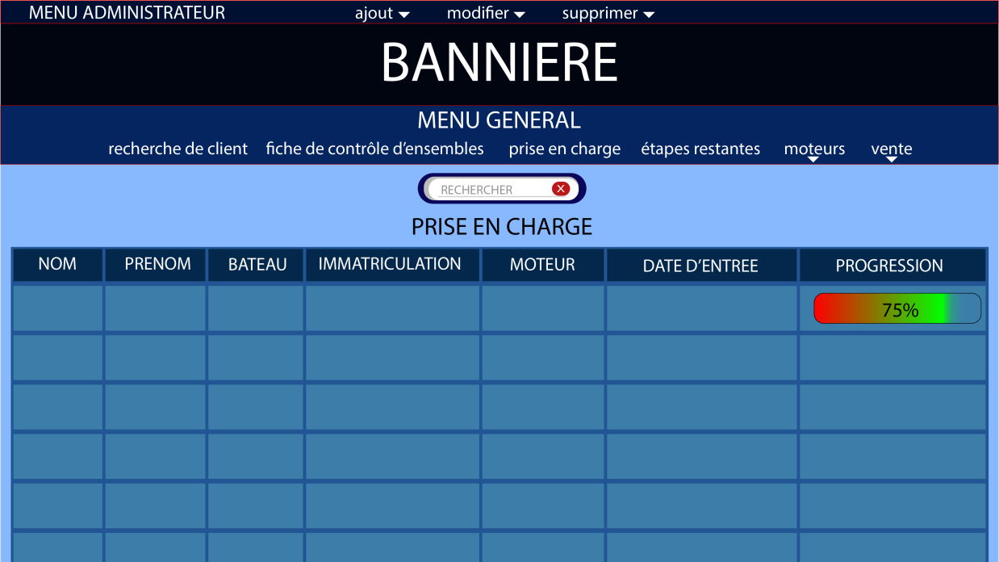 MENU ADMINISTRATEUR ajout modifier supprimer
BANNIERE
MENU GENERAL
recherche de client fiche de contrôle d’ensembles prise en charge étapes restantes moteurs vente
RECHERCHER X
PRISE EN CHARGE
NOM PRENOM BATEAU IMMATRICULATION MOTEUR DATE D’ENTREE PROGRESSION
75%